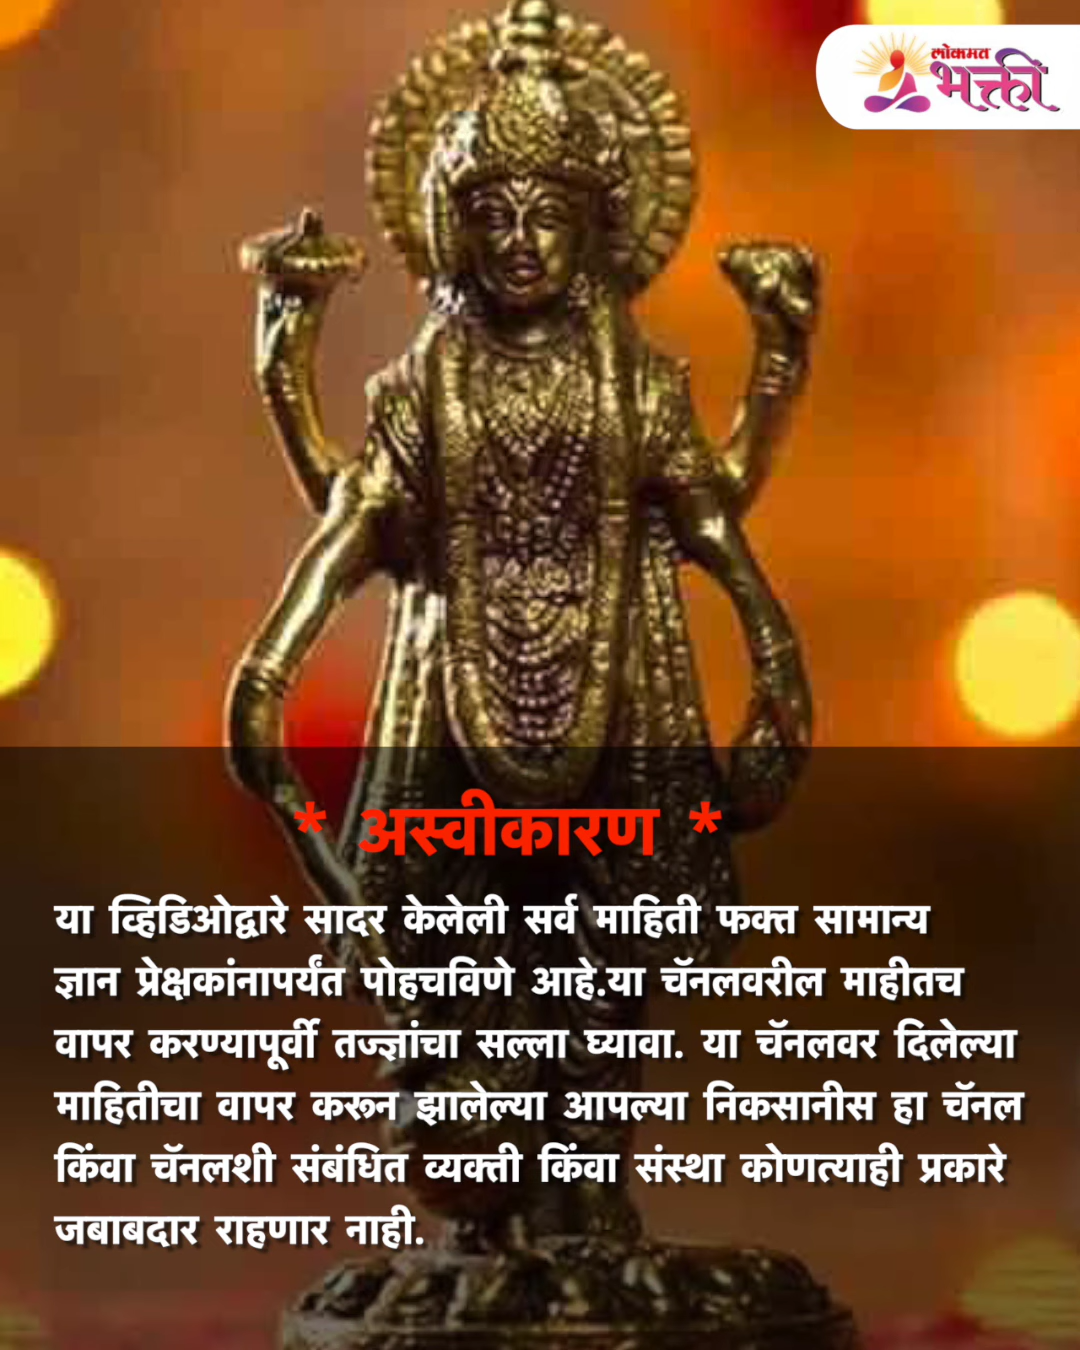 लोकमत
भक्ती
* अस्वीकारण *
या व्हिडिओद्वारे सादर केलेली सर्व माहिती फक्त सामान्य
ज्ञान प्रेक्षकांनापर्यंत पोहचविणे आहे.या चॅनलवरील माहीतच
वापर करण्यापूर्वी तज्ज्ञांचा सल्ला घ्यावा. या चॅनलवर दिलेल्या
माहितीचा वापर करून झालेल्या आपल्या निकसानीस हा चॅनल
किंवा चॅनलशी संबंधित व्यक्ती किंवा संस्था कोणत्याही प्रकारे
जबाबदार राहणार नाही.